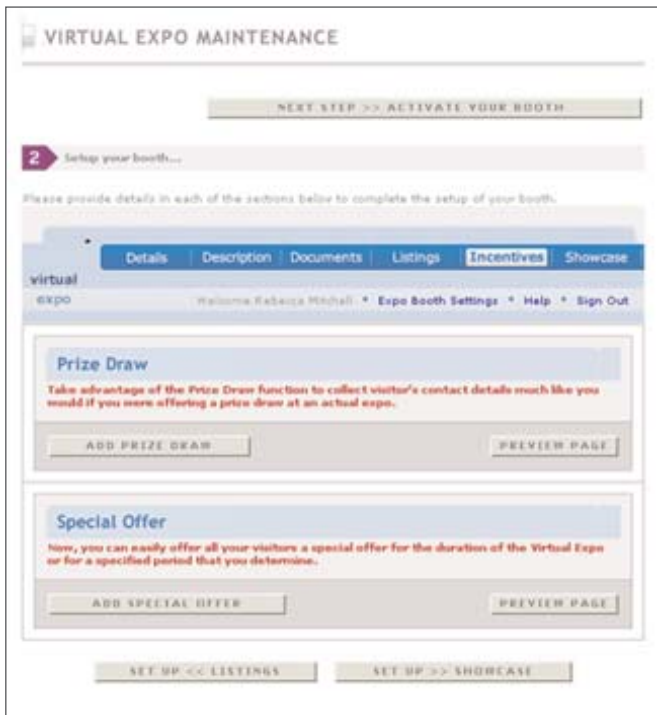 VIRTUAL EXPO MAINTENANCE
NEXT STEP >> ACTIVATE YOUR BOOTH
2 Setup your booth...
Please provide details in each of the sections below to complete the setup of your booth.
Details Description Documents Listings Incentives Showcase
virtual
expo Welcome Rebecca Mitchell * Expo Booth Settings * Help * Sign Out
Prize Draw
Take advantage of the Prize Draw function to collect visitor's contact details much like you
would if you were offering a prize draw at an actual expo.
ADD PRIZE DRAW PREVIEW PAGE
Special Offer
Now, you can easily offer all your visitors a special offer for the duration of the Virtual Expo
or for a specified period that you determine.
ADD SPECIAL OFFER PREVIEW PAGE
SET UP << LISTINGS SET UP >> SHOWCASE